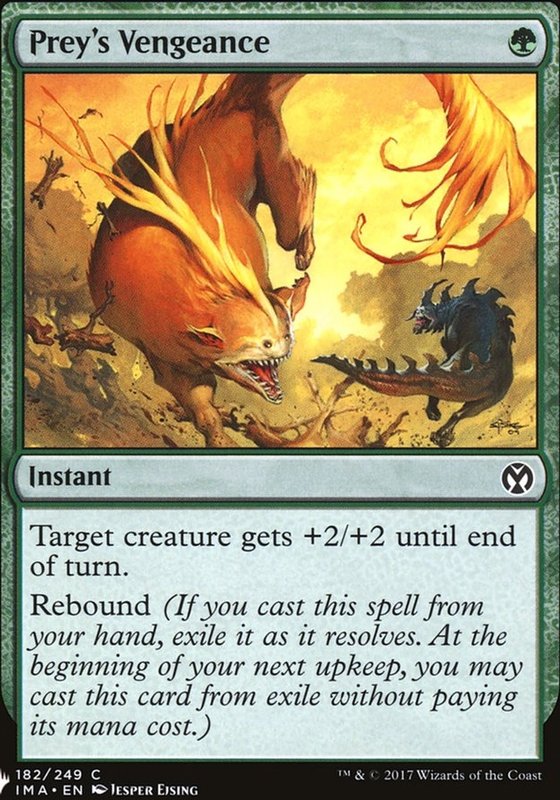 Prey's Vengeance
Instant
Target creature gets +2/+2 until end
of turn.
Rebound (If you cast this spell from
your hand, exile it as it resolves. At the
beginning of your next upkeep, you may
cast this card from exile without paying
its mana cost.)
182/249 C
IMA • EN Jesper Eising
™ & © 2017 Wizards of the Coast